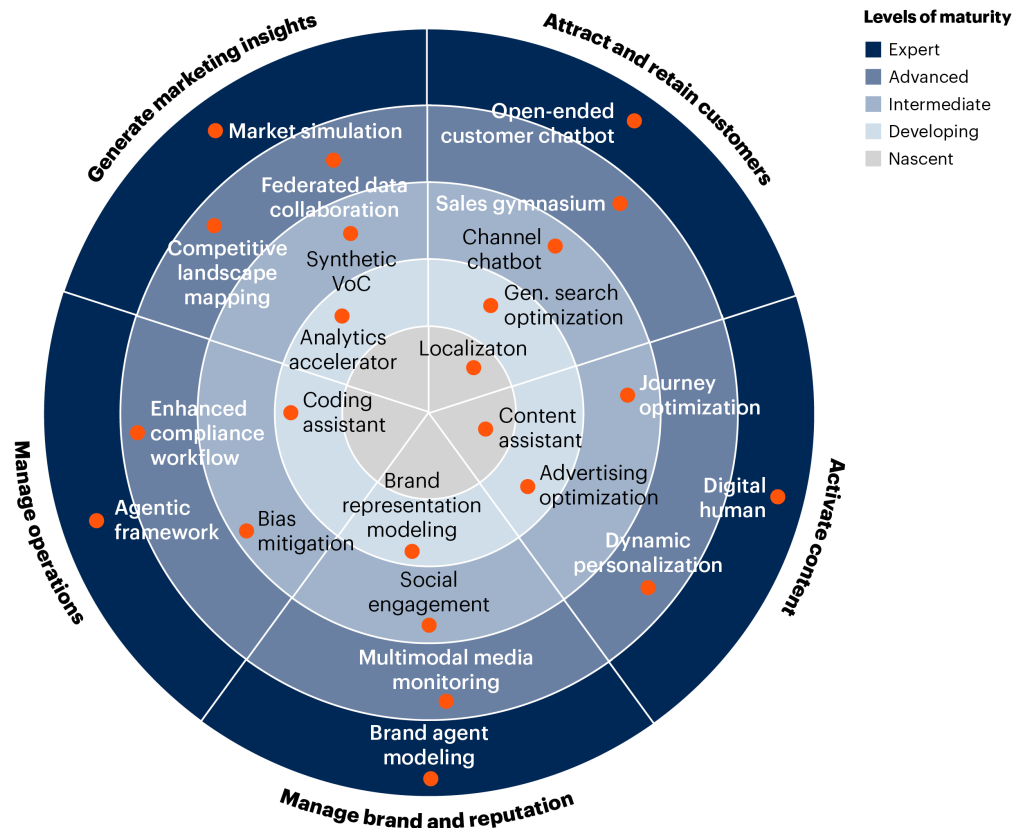 Levels of maturity
Expert
Advanced
Intermediate
Developing
Nascent
Generate marketing insights
Market simulation
Federated data
collaboration
Competitive
landscape
mapping
Synthetic
VoC
Analytics
accelerator
Attract and retain customers
Open-ended
customer chatbot
Sales gymnasium
Channel
chatbot
Gen. search
optimization
Localizaton
Activate content
Journey
optimization
Content
assistant
Advertising
optimization
Digital
human
Dynamic
personalization
Manage brand and reputation
Brand
representation
modeling
Social
engagement
Multimodal media
monitoring
Brand agent
modeling
Manage operations
Coding
assistant
Enhanced
compliance
workflow
Agentic
framework
Bias
mitigation